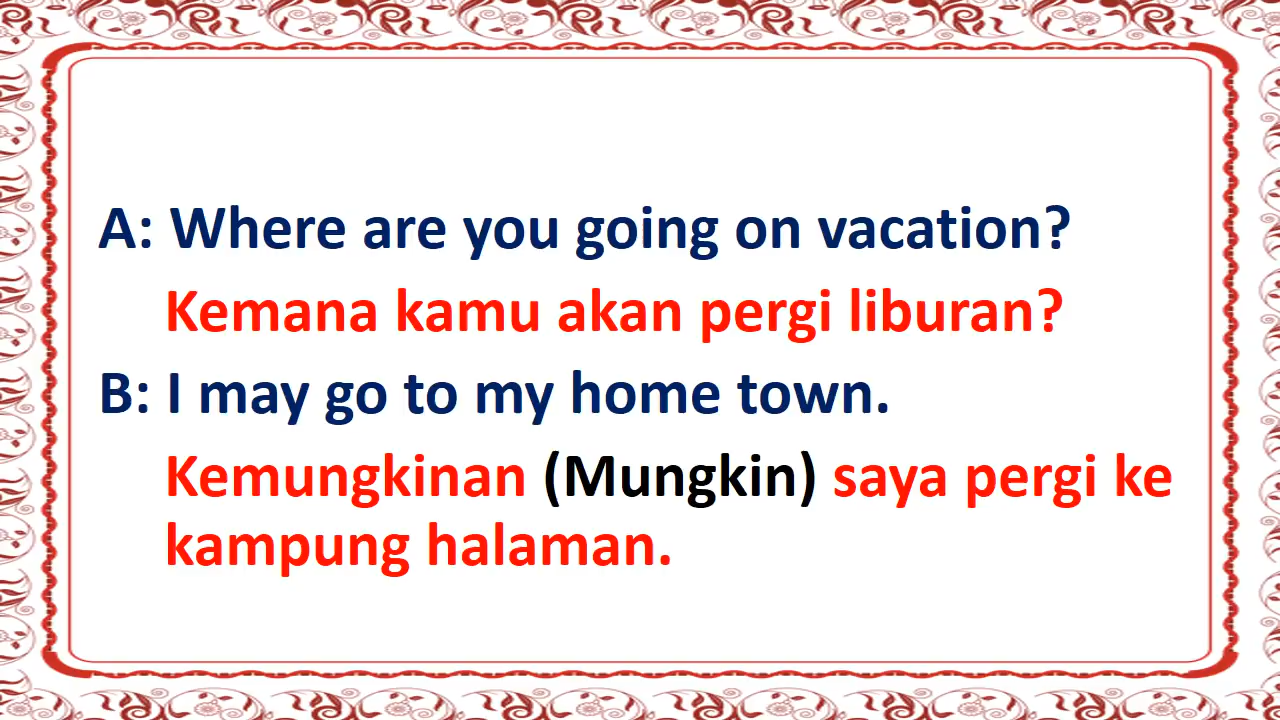 A: Where are you going on vacation?
Kemana kamu akan pergi liburan?
B: I may go to my home town.
Kemungkinan (Mungkin) saya pergi ke
kampung halaman.